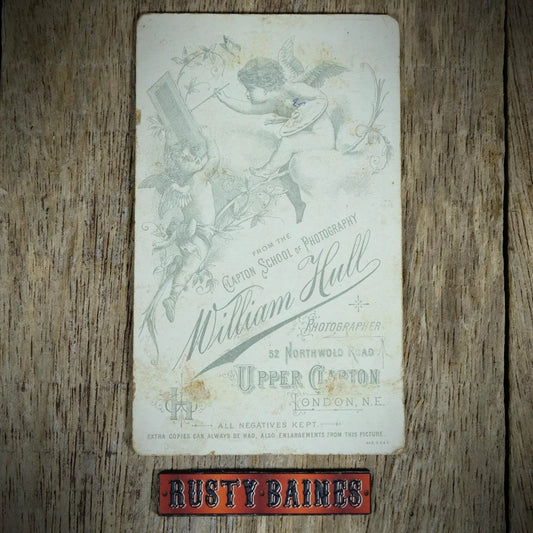 FROM THE
CLAPTON SCHOOL OF PHOTOGRAPHY
William Hull
PHOTOGRAPHER
52 NORTHWOLD ROAD
UPPER CLAPTON
LONDON, N.E.
ALL NEGATIVES KEPT.
EXTRA COPIES CAN ALWAYS BE HAD, ALSO ENLARGEMENTS FROM THIS PICTURE.
RUSTY·BAINES